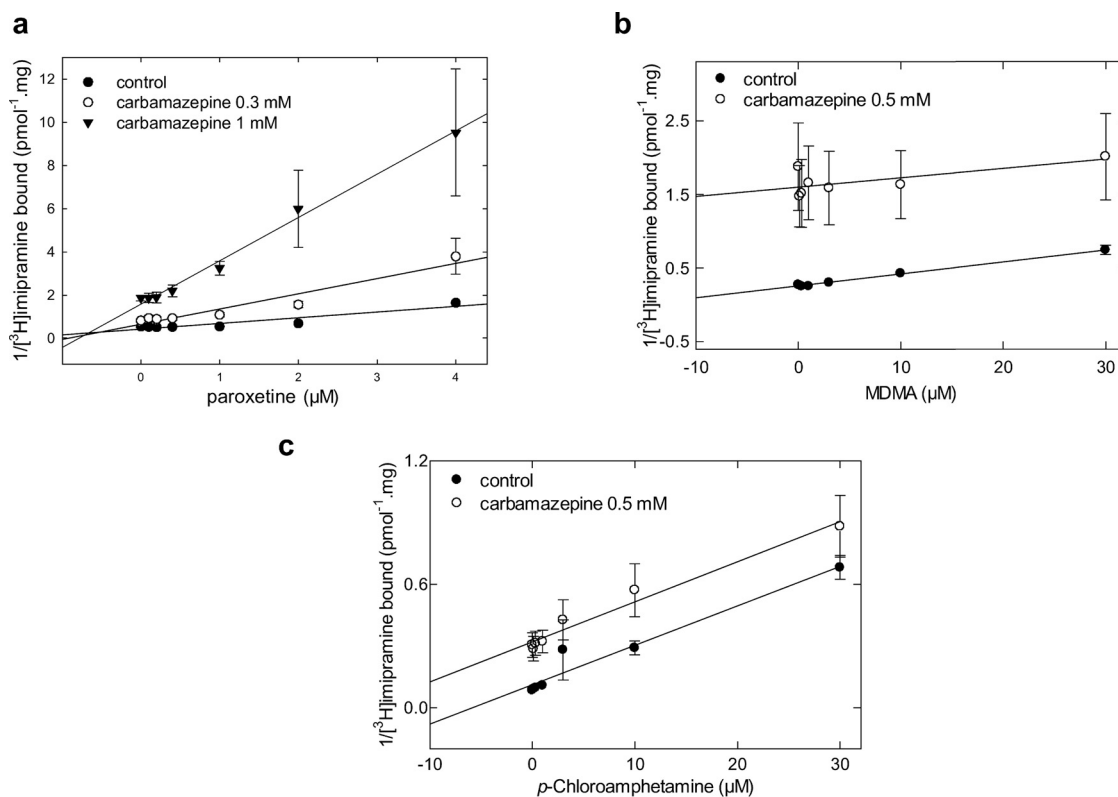 a
control
carbamazepine 0.3 mM
carbamazepine 1 mM
1/[³H]imipramine bound (pmol⁻¹.mg)
12
10
8
6
4
2
0
0 1 2 3 4
paroxetine (µM)
b
control
carbamazepine 0.5 mM
1/[³H]imipramine bound (pmol⁻¹.mg)
2.5
1.5
0.5
-0.5
-10 0 10 20 30
MDMA (µM)
c
control
carbamazepine 0.5 mM
1/[³H]imipramine bound (pmol⁻¹.mg)
1.2
0.6
0.0
-10 0 10 20 30
p-Chloroamphetamine (µM)